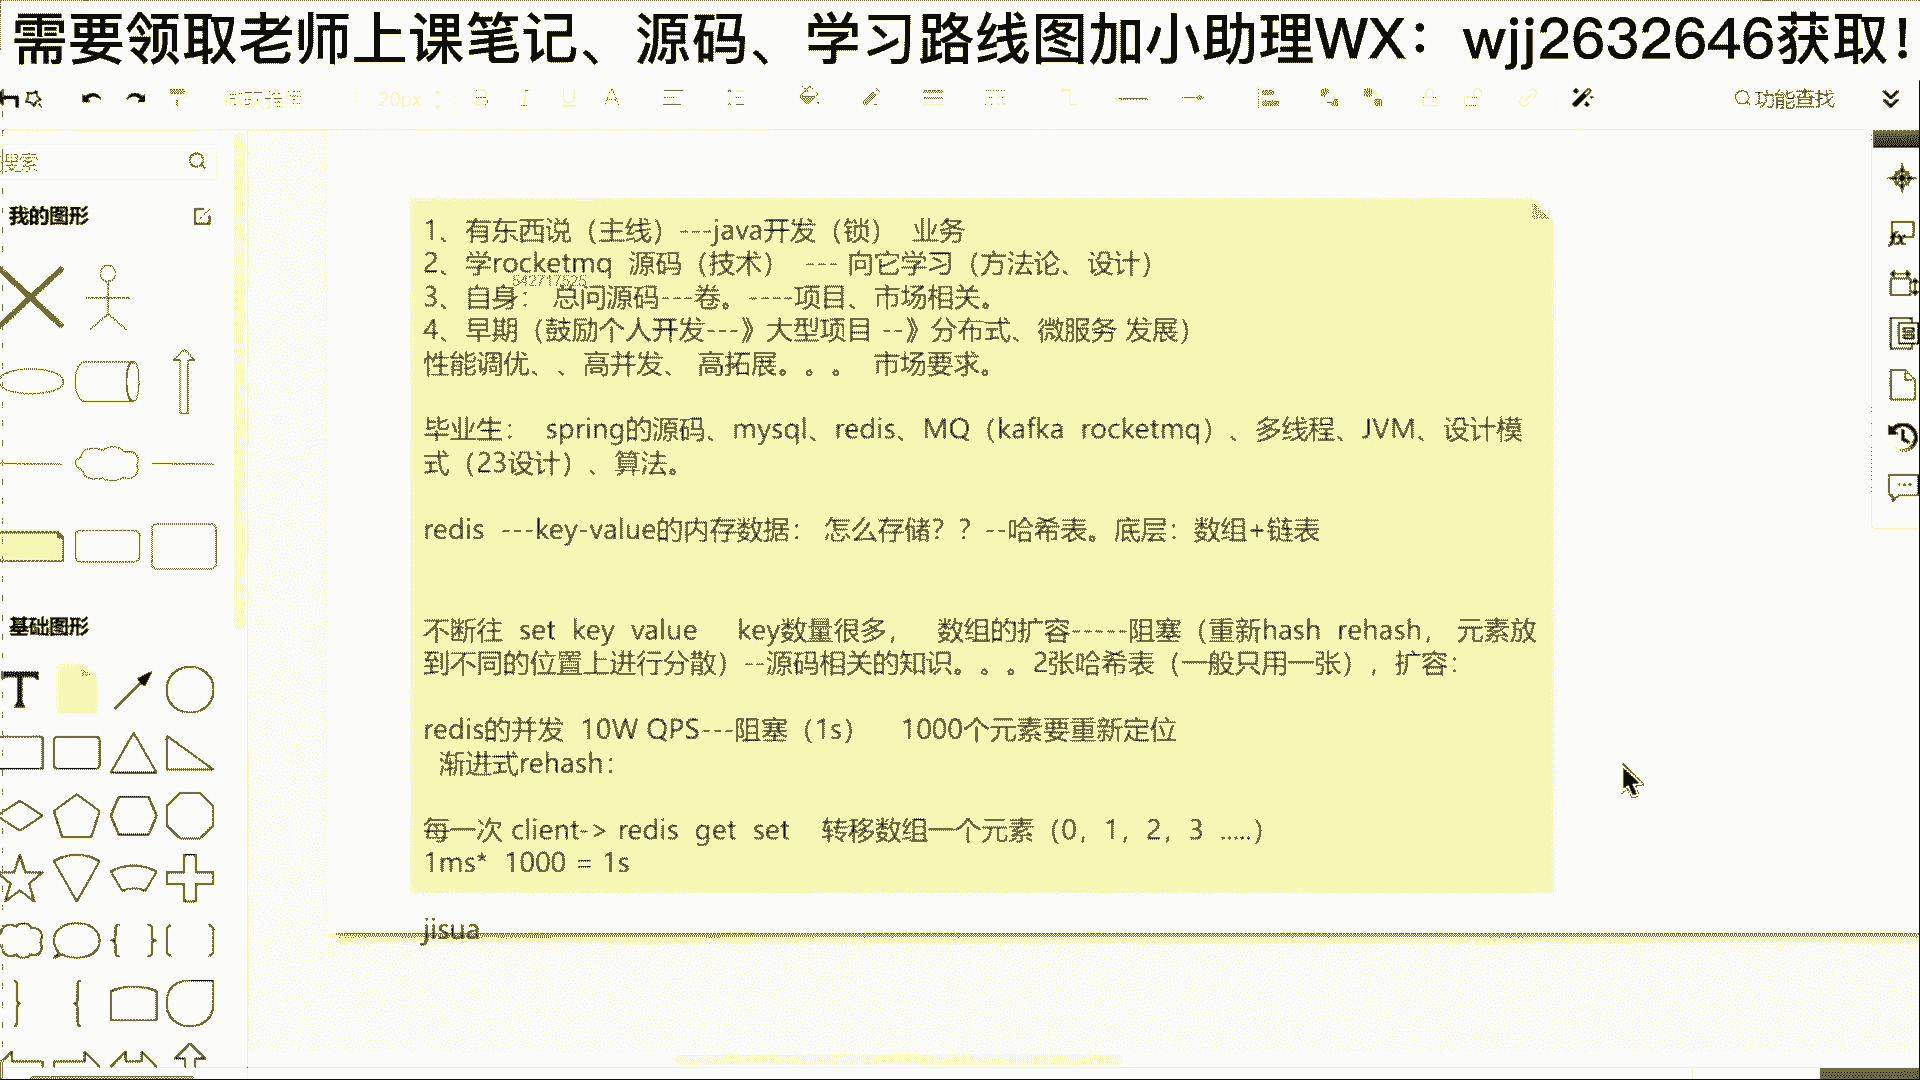 需要领取老师上课笔记、源码、学习路线图加小助理WX：wjj2632646获取！
微软雅黑 20px B I U A 功能查找
搜索
我的图形
1、有东西说（主线）---java开发（锁） 业务
2、学rocketmq 源码（技术） --- 向它学习（方法论、设计）
542717525
3、自身： 总问源码---卷。----项目、市场相关。
4、早期（鼓励个人开发---》大型项目 --》分布式、微服务 发展）
性能调优、、高并发、 高拓展。。。 市场要求。
毕业生： spring的源码、mysql、redis、MQ（kafka rocketmq）、多线程、JVM、设计模
式（23设计）、算法。
redis ---key-value的内存数据： 怎么存储？？--哈希表。底层：数组+链表
不断往 set key value key数量很多， 数组的扩容-----阻塞（重新hash rehash， 元素放
到不同的位置上进行分散）--源码相关的知识。。。2张哈希表（一般只用一张），扩容：
redis的并发 10W QPS---阻塞（1s） 1000个元素要重新定位
渐进式rehash：
每一次 client-> redis get set 转移数组一个元素（0，1，2，3 .....）
1ms* 1000 = 1s
jisua
基础图形
T